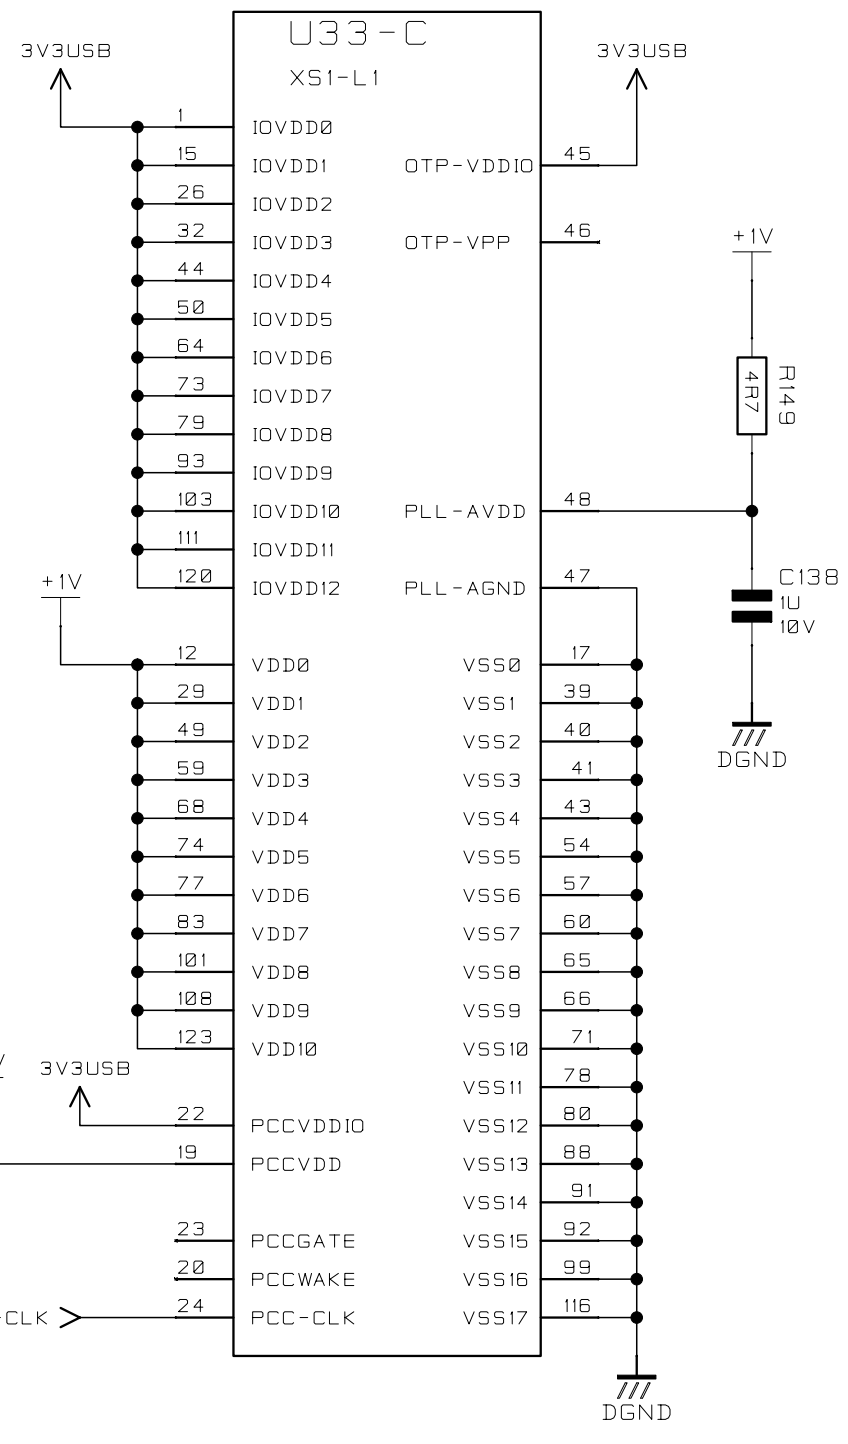 U33-C
XS1-L1
3V3USB
3V3USB
1 IOVDD0
15 IOVDD1 OTP-VDDIO 45
26 IOVDD2
32 IOVDD3 OTP-VPP 46
+1V
44 IOVDD4
50 IOVDD5
64 IOVDD6
73 IOVDD7
4R7
R149
79 IOVDD8
93 IOVDD9
103 IOVDD10 PLL-AVDD 48
111 IOVDD11
+1V
120 IOVDD12 PLL-AGND 47
C138
1U
10V
12 VDD0 VSS0 17
29 VDD1 VSS1 39
49 VDD2 VSS2 40
DGND
59 VDD3 VSS3 41
68 VDD4 VSS4 43
74 VDD5 VSS5 54
77 VDD6 VSS6 57
83 VDD7 VSS7 60
101 VDD8 VSS8 65
108 VDD9 VSS9 66
123 VDD10 VSS10 71
3V3USB
VSS11 78
22 PCCVDDIO VSS12 80
19 PCCVDD VSS13 88
VSS14 91
23 PCCGATE VSS15 92
20 PCCWAKE VSS16 99
-CLK 24 PCC-CLK VSS17 116
DGND